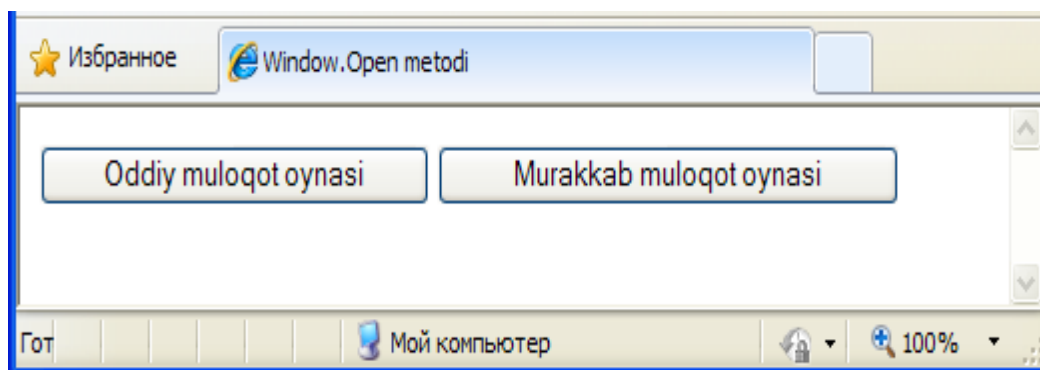 Избранное Window.Open metodi
Oddiy muloqot oynasi Murakkab muloqot oynasi
Гот Мой компьютер 100%